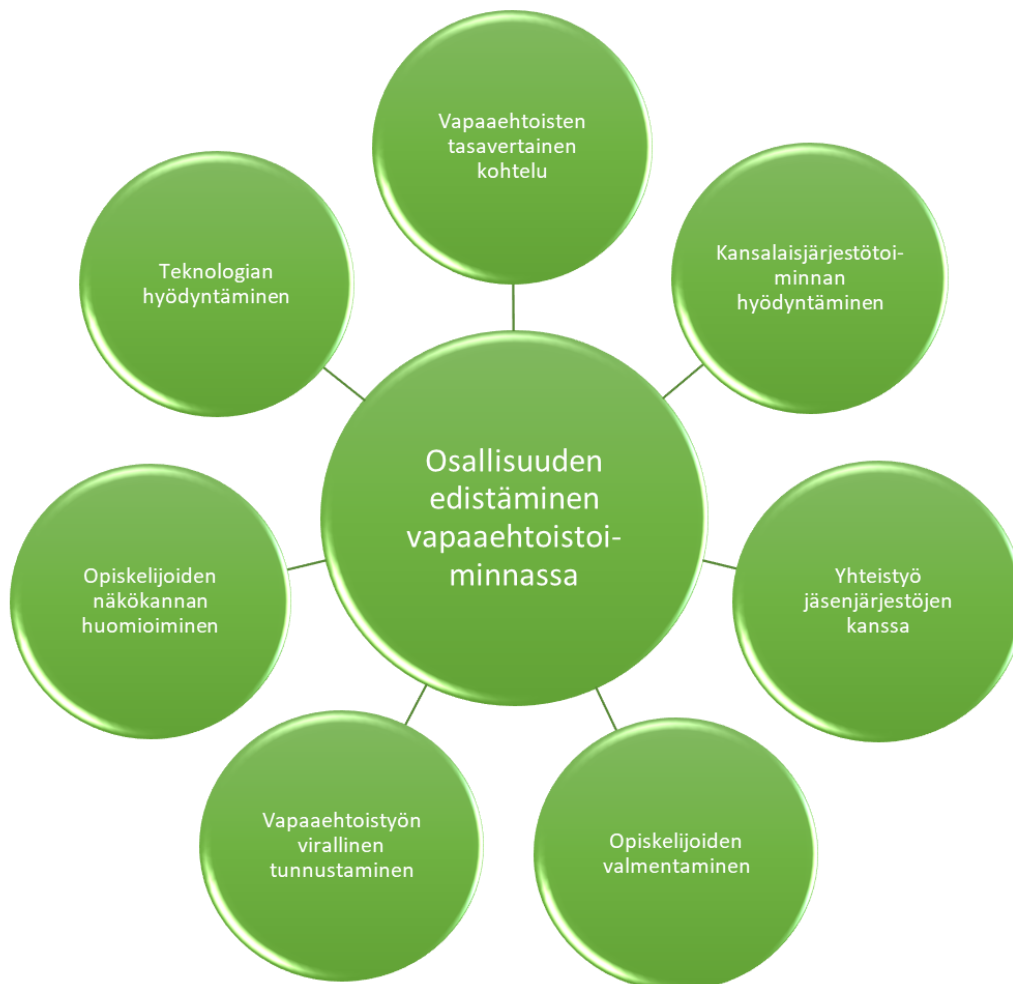 Vapaaehtoisten
tasavertainen
kohtelu
Kansalaisjärjestötoi-
minnan
hyödyntäminen
Yhteistyö
jäsenjärjestöjen
kanssa
Opiskelijoiden
valmentaminen
Vapaaehtoistyön
virallinen
tunnustaminen
Opiskelijoiden
näkökannan
huomioiminen
Teknologian
hyödyntäminen
Osallisuuden
edistäminen
vapaaehtoistoi-
minnassa